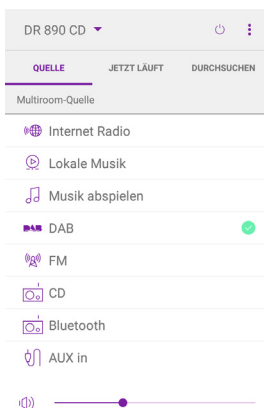 DR 890 CD
QUELLE JETZT LÄUFT DURCHSUCHEN
Multiroom-Quelle
Internet Radio
Lokale Musik
Musik abspielen
DAB DAB
FM
CD
Bluetooth
AUX in